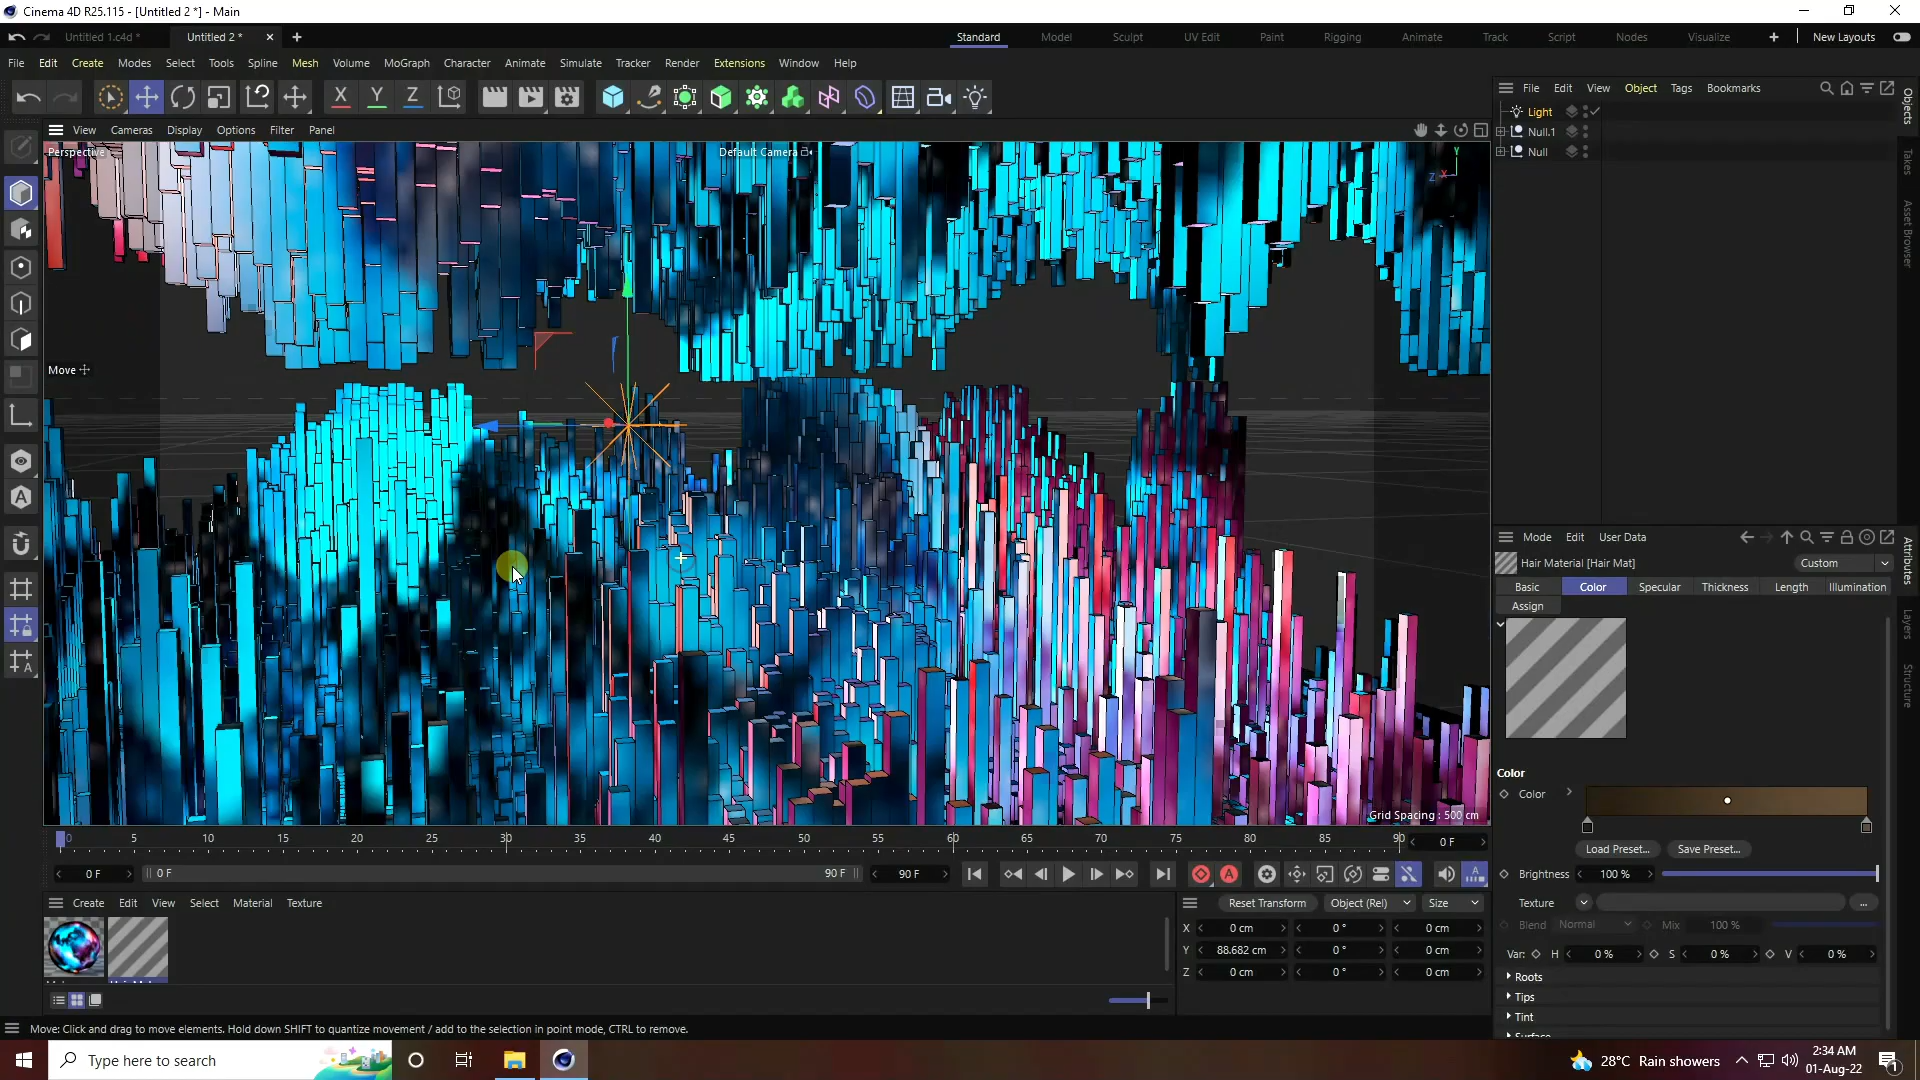 Cinema 4D R25.115 - [Untitled 2 *] - Main
Untitled 1.c4d *
Untitled 2 *
Standard
Model
Sculpt
UV Edit
Paint
Rigging
Animate
Track
Script
Nodes
Visualize
New Layouts
File Edit Create Modes Select Tools Spline Mesh Volume MoGraph Character Animate Simulate Tracker Render Extensions Window Help
X Y Z
View Cameras Display Options Filter Panel
Perspective
Default Camera
Y
Z X
Move
Grid Spacing : 500 cm
File Edit View Object Tags Bookmarks
Light
Null.1
Null
Objects
Takes
Asset Browser
Mode Edit User Data
Hair Material [Hair Mat]
Custom
Basic Color Specular Thickness Length Illumination
Assign
Attributes
Layers
Structure
Color
Color
Load Preset...
Save Preset...
Brightness
100 %
Texture
...
Blend Normal Mix 100 %
Var: H 0 % S 0 % V 0 %
Roots
Tips
Tint
0 5 10 15 20 25 30 35 40 45 50 55 60 65 70 75 80 85 90
0 F
0 F
0 F
90 F
90 F
Create Edit View Select Material Texture
Reset Transform
Object (Rel)
Size
X 0 cm 0 ° 0 cm
Y 88.682 cm 0 ° 0 cm
Z 0 cm 0 ° 0 cm
Move: Click and drag to move elements. Hold down SHIFT to quantize movement / add to the selection in point mode, CTRL to remove.
Type here to search
28°C Rain showers
2:34 AM
01-Aug-22
1